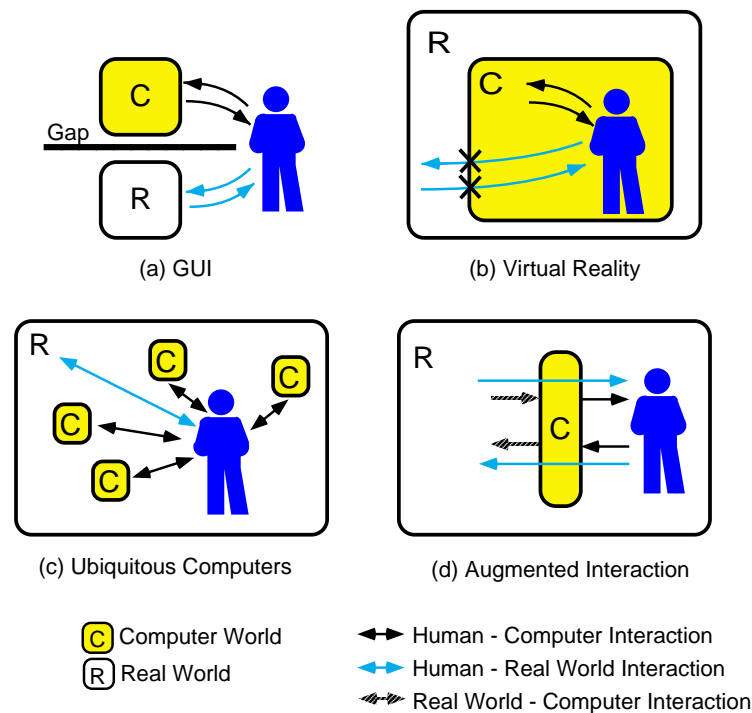 C
Gap
R
(a) GUI
R
C
(b) Virtual Reality
R
C
C
C
C
(c) Ubiquitous Computers
R
C
(d) Augmented Interaction
C Computer World
R Real World
Human - Computer Interaction
Human - Real World Interaction
Real World - Computer Interaction